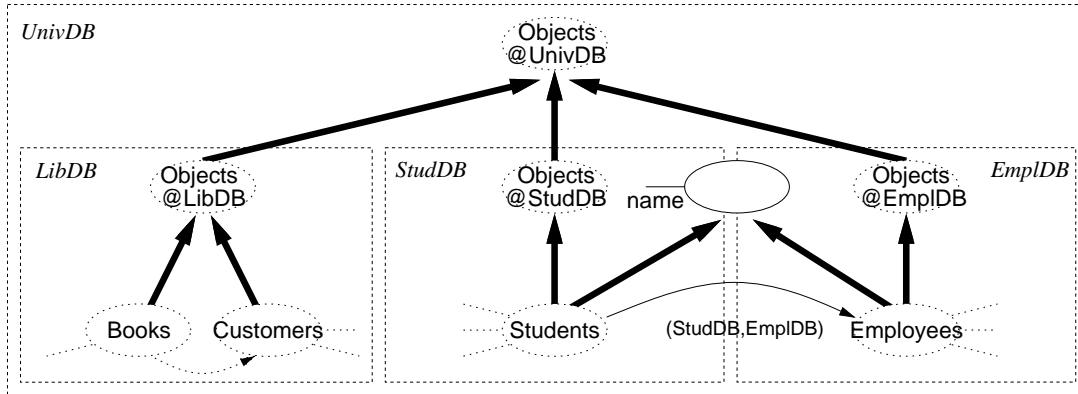 UnivDB
Objects
@UnivDB
LibDB
Objects
@LibDB
StudDB
Objects
@StudDB
name
Objects
@EmplDB
EmplDB
Books
Customers
Students
(StudDB,EmplDB)
Employees